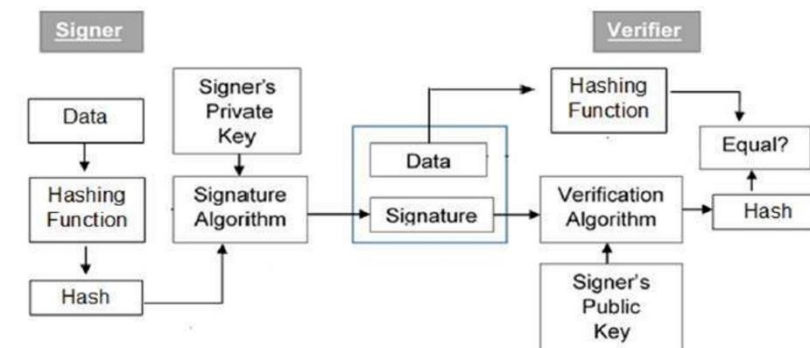 Signer
Verifier
Data
Hashing
Function
Hash
Signer's
Private
Key
Signature
Algorithm
Data
Signature
Hashing
Function
Verification
Algorithm
Signer's
Public
Key
Equal?
Hash